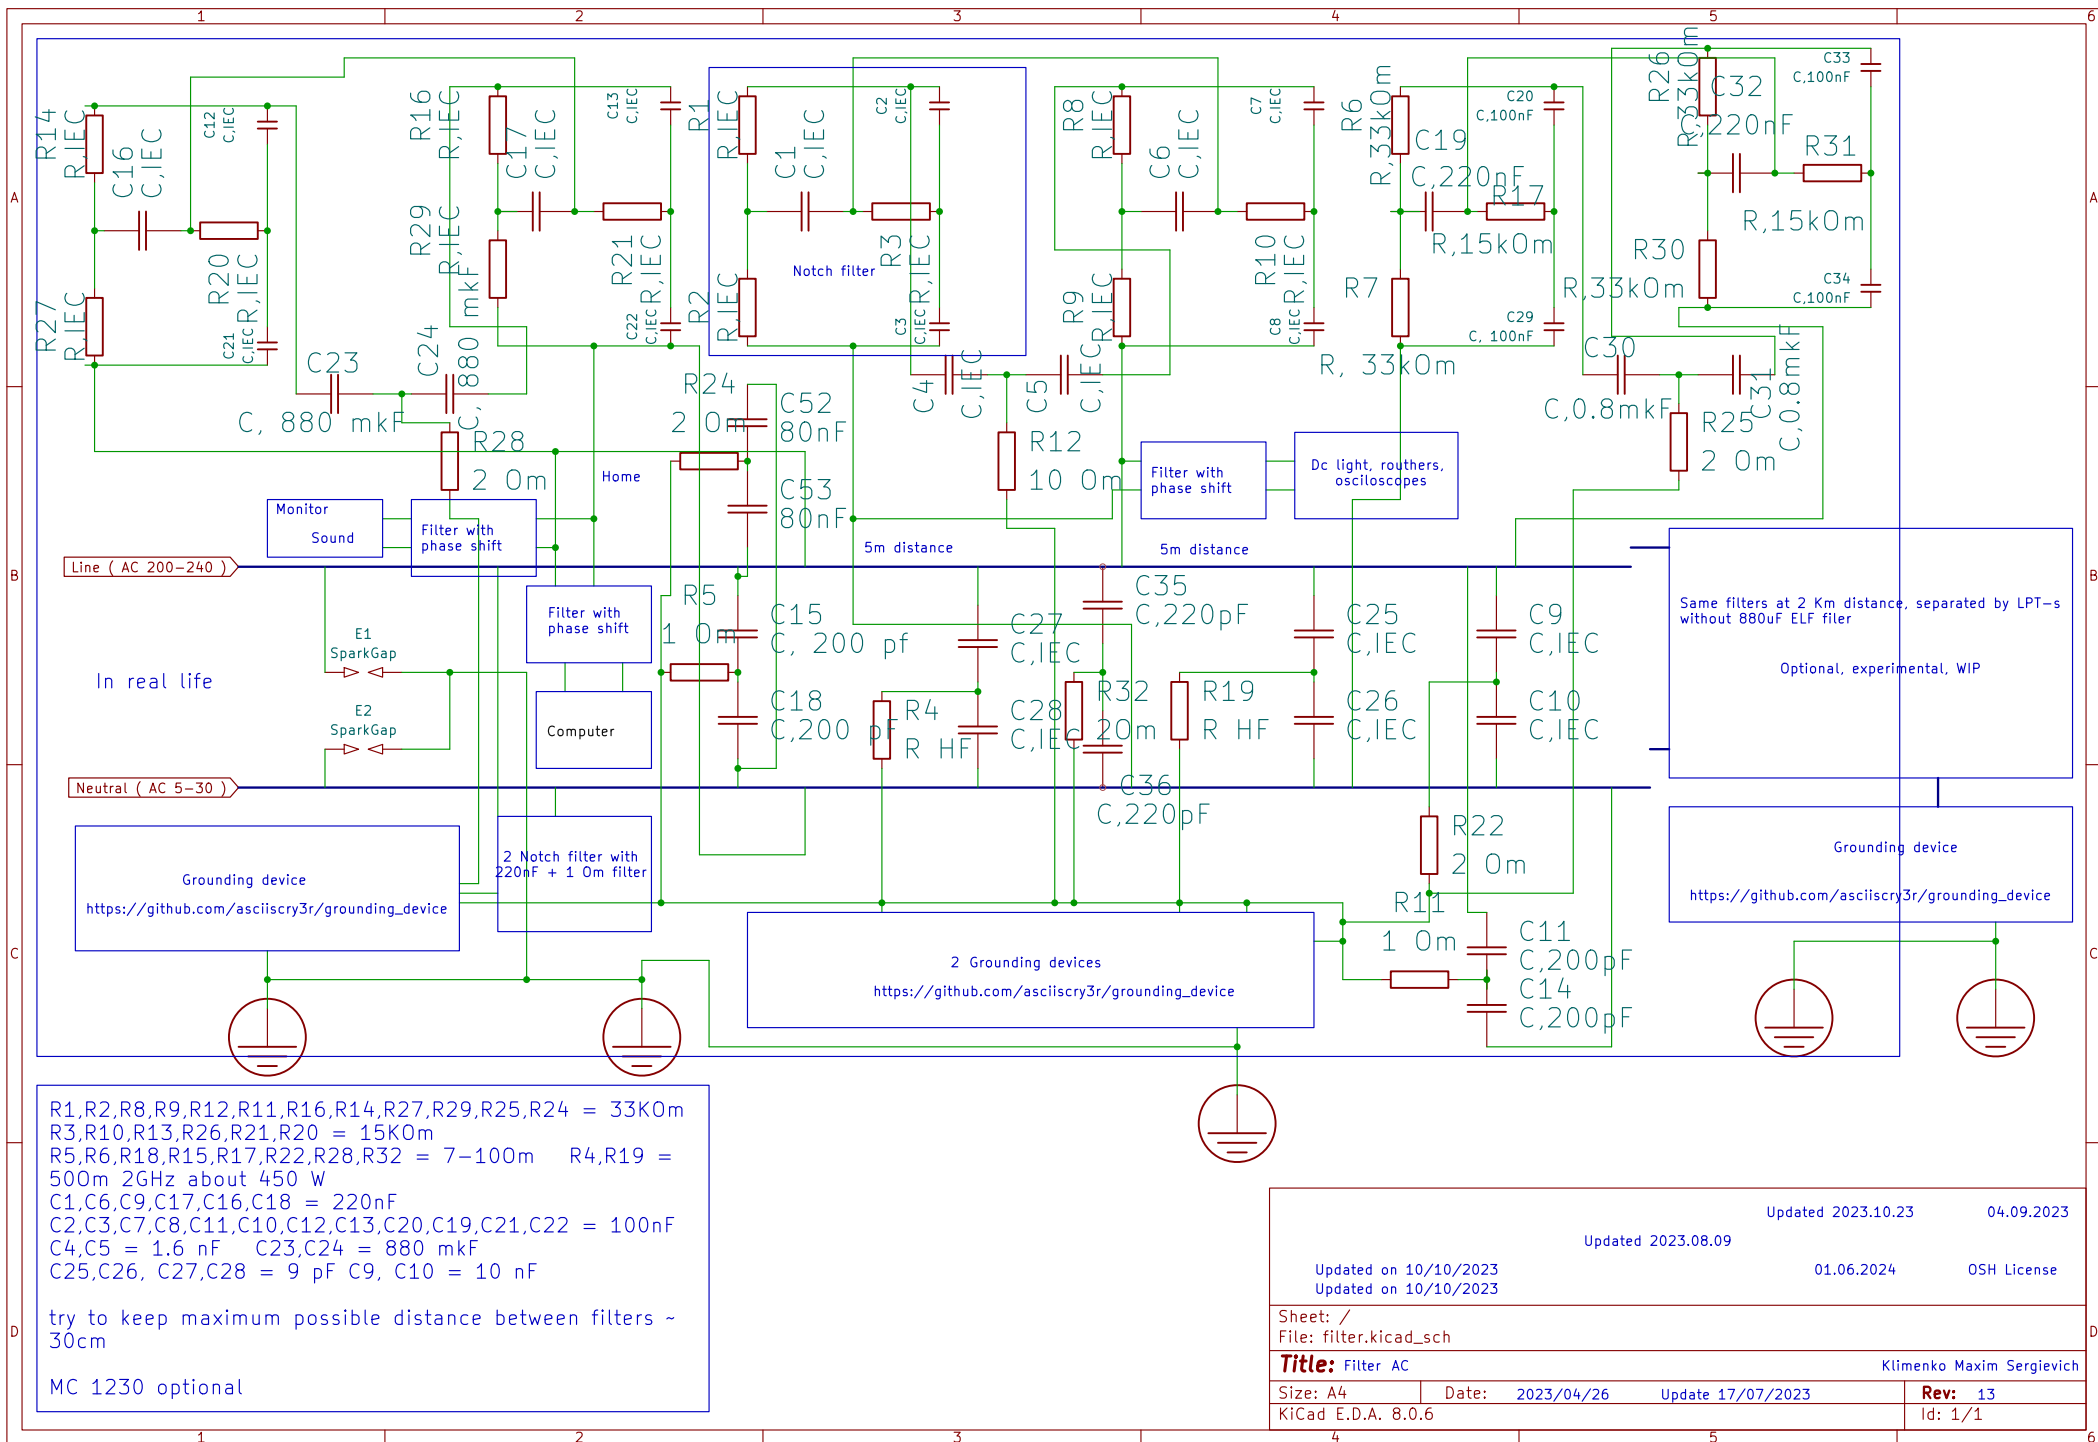 1 2 3 4 5 6
A
B
C
D
R14
R,IEC
C16
C,IEC
C12
C,IEC
R20
R,IEC
R27
R,IEC
C21
C,IEC
C23
C, 880 mkF
C24
C, 880 mkF
R16
R,IEC
C17
C,IEC
C13
C,IEC
R29
R,IEC
R21
R,IEC
C22
C,IEC
R28
2 Om
R1
R,IEC
C1
C,IEC
C2
C,IEC
R3
R,IEC
R2
R,IEC
C3
C,IEC
Notch filter
C4
C,IEC
C5
C,IEC
R12
10 Om
R8
R,IEC
C6
C,IEC
C7
C,IEC
R10
R,IEC
R9
R,IEC
C8
C,IEC
R6
R,33kOm
C19
C,220nF
C20
C,100nF
R17
R,15kOm
R7
R, 33kOm
C29
C, 100nF
R26
R,33kOm
C32
C,220nF
C33
C,100nF
R31
R,15kOm
R30
R,33kOm
C34
C,100nF
C30
C,0.8mkF
C31
C,0.8mkF
R25
2 Om
R24
2 Om
C52
80nF
C53
80nF
Home
Monitor
Sound
Filter with
phase shift
Filter with
phase shift
Computer
Filter with
phase shift
Dc light, routhers,
osciloscopes
5m distance
5m distance
Line ( AC 200-240 )
Neutral ( AC 5-30 )
E1
SparkGap
E2
SparkGap
In real life
R5
1 Om
C15
C, 200 pf
C18
C,200 pF
R4
R HF
C27
C,IEC
C28
C,IEC
C35
C,220pF
R32
2Om
C36
C,220pF
R19
R HF
C25
C,IEC
C26
C,IEC
C9
C,IEC
C10
C,IEC
R22
2 Om
R11
1 Om
C11
C,200pF
C14
C,200pF
Same filters at 2 Km distance, separated by LPT-s
without 880uF ELF filer
Optional, experimental, WIP
Grounding device
https://github.com/asciiscry3r/grounding_device
2 Notch filter with
220nF + 1 Om filter
Grounding device
https://github.com/asciiscry3r/grounding_device
2 Grounding devices
https://github.com/asciiscry3r/grounding_device
R1,R2,R8,R9,R12,R11,R16,R14,R27,R29,R25,R24 = 33KOm
R3,R10,R13,R26,R21,R20 = 15KOm
R5,R6,R18,R15,R17,R22,R28,R32 = 7-10Om R4,R19 =
50Om 2GHz about 450 W
C1,C6,C9,C17,C16,C18 = 220nF
C2,C3,C7,C8,C11,C10,C12,C13,C20,C19,C21,C22 = 100nF
C4,C5 = 1.6 nF C23,C24 = 880 mkF
C25,C26, C27,C28 = 9 pF C9, C10 = 10 nF
try to keep maximum possible distance between filters ~
30cm
MC 1230 optional
Updated 2023.10.23 04.09.2023
Updated 2023.08.09
Updated on 10/10/2023 01.06.2024 OSH License
Updated on 10/10/2023
Sheet: /
File: filter.kicad_sch
Title: Filter AC Klimenko Maxim Sergievich
Size: A4 Date: 2023/04/26 Update 17/07/2023 Rev: 13
KiCad E.D.A. 8.0.6 Id: 1/1
1 2 3 4 5 6
A
B
C
D